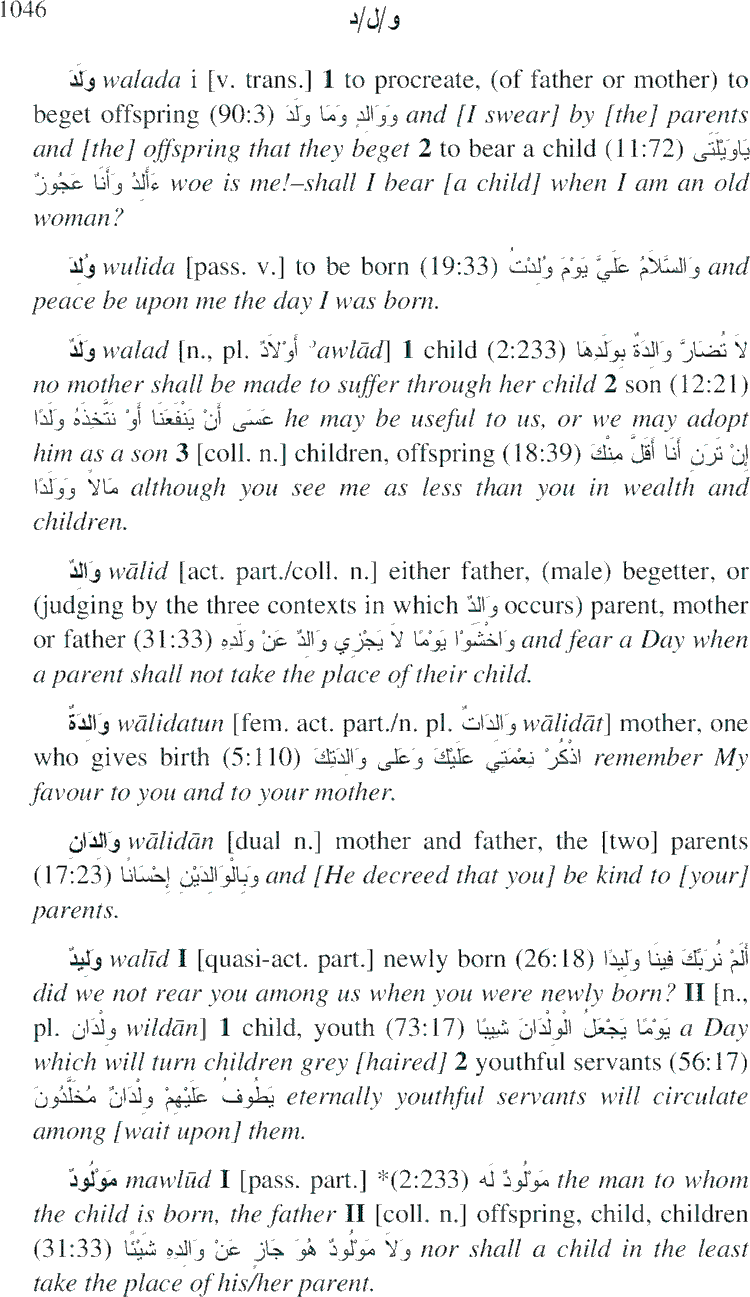 1046 و/ل/د
وَلَدَ walada i [v. trans.] 1 to procreate, (of father or mother) to
beget offspring (90:3) وَوَالِدٍ وَمَا وَلَدَ and [I swear] by [the] parents
and [the] offspring that they beget 2 to bear a child (11:72) يَاوَيْلَتَى
ءَأَلِدُ وَأَنَا عَجُوزٌ woe is me!–shall I bear [a child] when I am an old
woman?
وُلِدَ wulida [pass. v.] to be born (19:33) وَالسَّلَامُ عَلَيَّ يَوْمَ وُلِدْتُ and
peace be upon me the day I was born.
وَلَدٌ walad [n., pl. أَوْلَادٌ ʾawlād] 1 child (2:233) لَا تُضَارَّ وَالِدَةٌ بِوَلَدِهَا
no mother shall be made to suffer through her child 2 son (12:21)
عَسَى أَنْ يَنْفَعَنَا أَوْ نَتَّخِذَهُ وَلَدًا he may be useful to us, or we may adopt
him as a son 3 [coll. n.] children, offspring (18:39) إِنْ تَرَنِ أَنَا أَقَلَّ مِنْكَ
مَالًا وَوَلَدًا although you see me as less than you in wealth and
children.
وَالِدٌ wālid [act. part./coll. n.] either father, (male) begetter, or
(judging by the three contexts in which وَالِدٌ occurs) parent, mother
or father (31:33) وَاخْشَوْا يَوْمًا لَا يَجْزِي وَالِدٌ عَنْ وَلَدِهِ and fear a Day when
a parent shall not take the place of their child.
وَالِدَةٌ wālidatun [fem. act. part./n. pl. وَالِدَاتٌ wālidāt] mother, one
who gives birth (5:110) اذْكُرْ نِعْمَتِي عَلَيْكَ وَعَلَى وَالِدَتِكَ remember My
favour to you and to your mother.
وَالِدَانِ wālidān [dual n.] mother and father, the [two] parents
(17:23) وَبِالْوَالِدَيْنِ إِحْسَانًا and [He decreed that you] be kind to [your]
parents.
وَلِيدٌ walīd I [quasi-act. part.] newly born (26:18) أَلَمْ نُرَبِّكَ فِينَا وَلِيدًا
did we not rear you among us when you were newly born? II [n.,
pl. وِلْدَان wildān] 1 child, youth (73:17) يَوْمًا يَجْعَلُ الْوِلْدَانَ شِيبًا a Day
which will turn children grey [haired] 2 youthful servants (56:17)
يَطُوفُ عَلَيْهِمْ وِلْدَانٌ مُخَلَّدُونَ eternally youthful servants will circulate
among [wait upon] them.
مَوْلُودٌ mawlūd I [pass. part.] *(2:233) مَوْلُودٌ لَه the man to whom
the child is born, the father II [coll. n.] offspring, child, children
(31:33) وَلَا مَوْلُودٌ هُوَ جَازٍ عَنْ وَالِدِهِ شَيْئًا nor shall a child in the least
take the place of his/her parent.